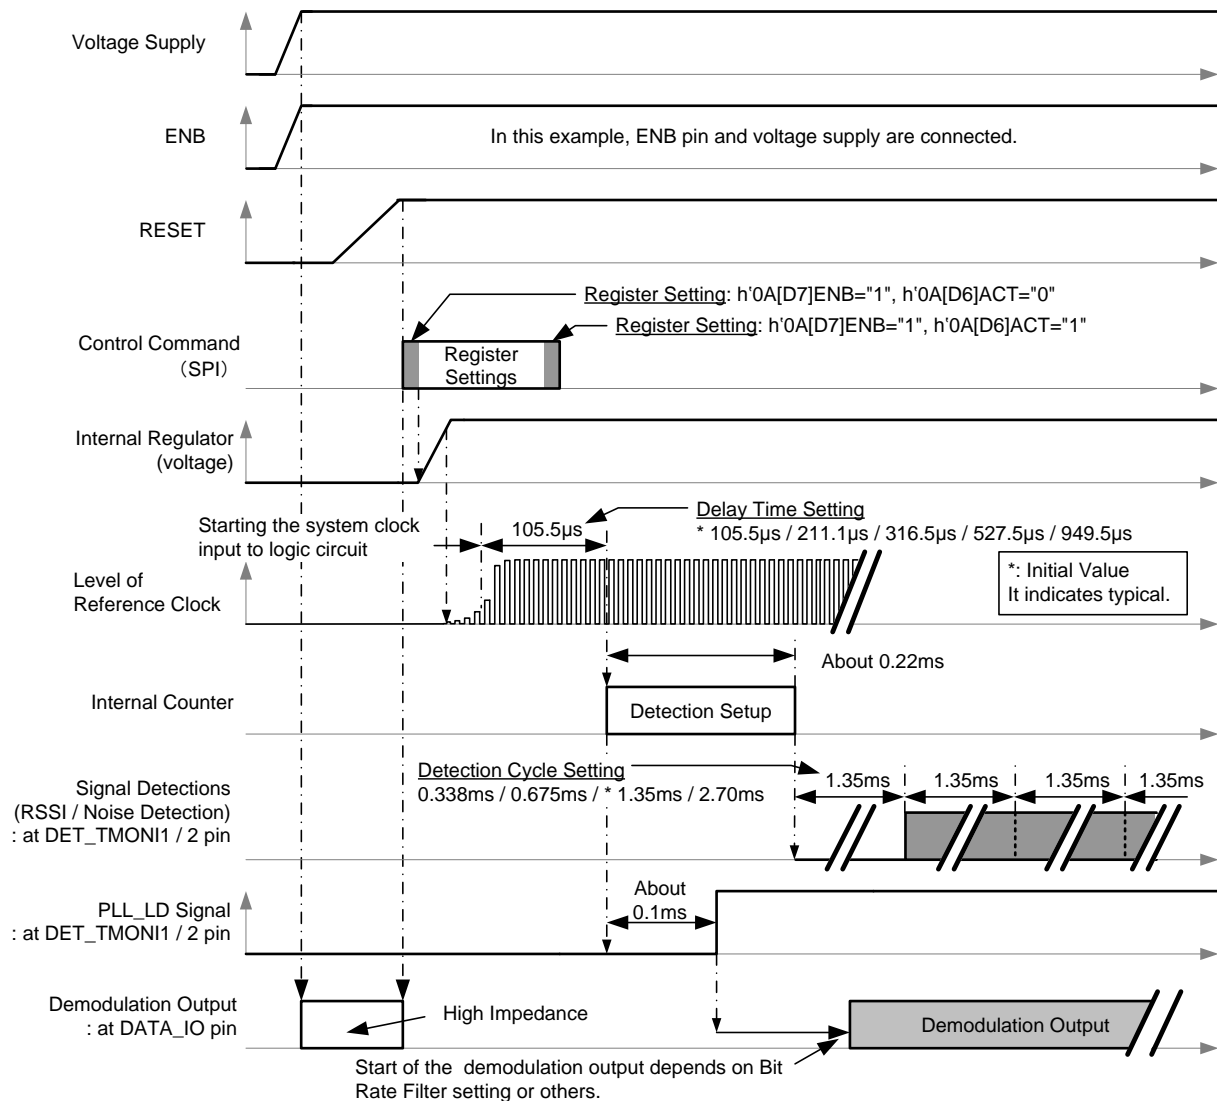 Voltage Supply
ENB
In this example, ENB pin and voltage supply are connected.
RESET
Register Setting: h'0A[D7]ENB="1", h'0A[D6]ACT="0"
Register Setting: h'0A[D7]ENB="1", h'0A[D6]ACT="1"
Control Command
（SPI）
Register
Settings
Internal Regulator
(voltage)
Starting the system clock
input to logic circuit
105.5μs
Delay Time Setting
* 105.5μs / 211.1μs / 316.5μs / 527.5μs / 949.5μs
*: Initial Value
It indicates typical.
Level of
Reference Clock
About 0.22ms
Internal Counter
Detection Setup
Signal Detections
(RSSI / Noise Detection)
: at DET_TMONI1 / 2 pin
Detection Cycle Setting
0.338ms / 0.675ms / * 1.35ms / 2.70ms
1.35ms
1.35ms
1.35ms
1.35ms
PLL_LD Signal
: at DET_TMONI1 / 2 pin
About
0.1ms
Demodulation Output
: at DATA_IO pin
High Impedance
Demodulation Output
Start of the demodulation output depends on Bit
Rate Filter setting or others.